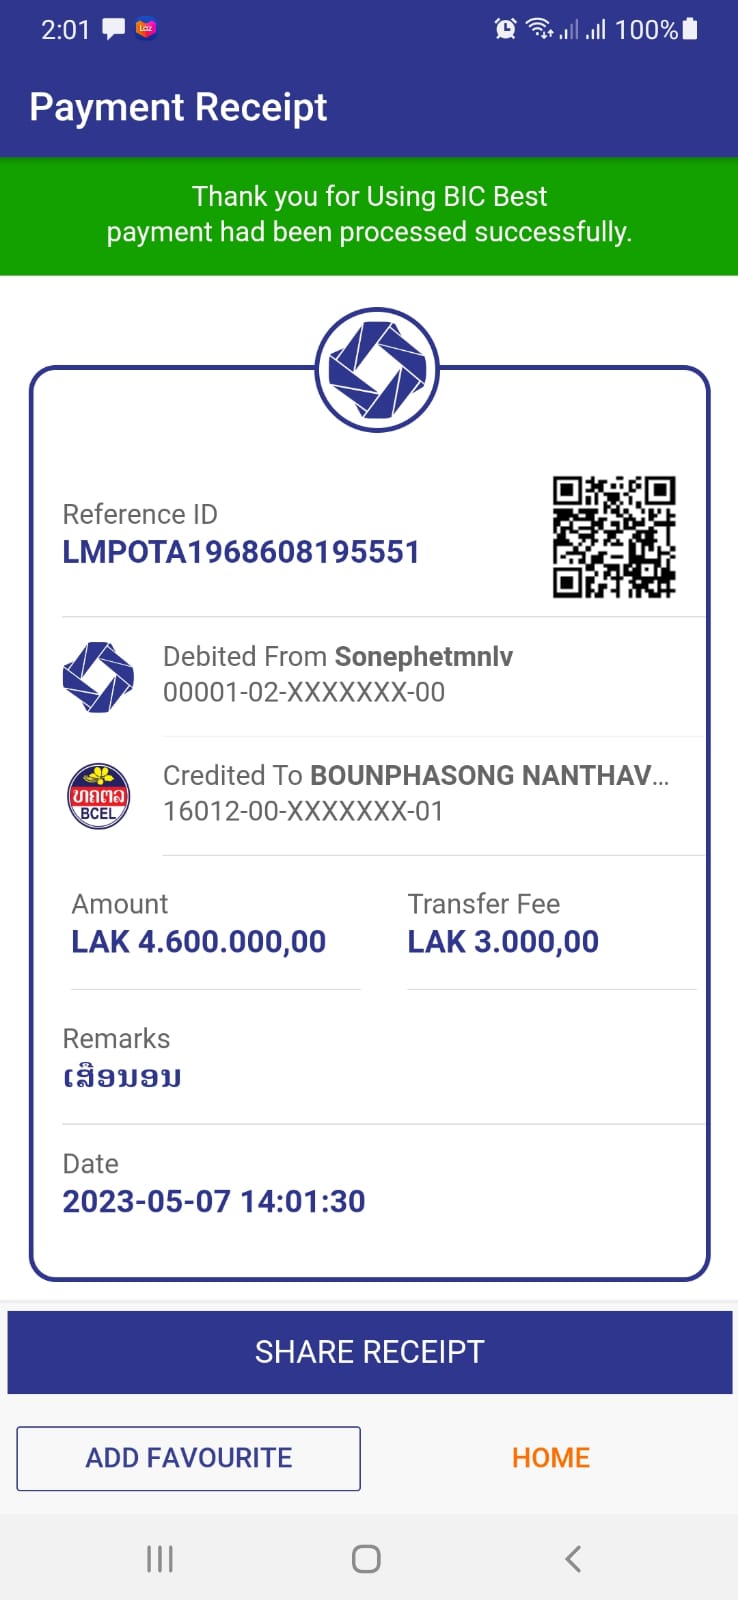 2:01
Laz
100%
Payment Receipt
Thank you for Using BIC Best
payment had been processed successfully.
Reference ID
LMPOTA1968608195551
Debited From Sonephetmnlv
00001-02-XXXXXXX-00
ທຄຕລ
BCEL
Credited To BOUNPHASONG NANTHAV...
16012-00-XXXXXXX-01
Amount
LAK 4.600.000,00
Transfer Fee
LAK 3.000,00
Remarks
ເສືອນອນ
Date
2023-05-07 14:01:30
SHARE RECEIPT
ADD FAVOURITE
HOME